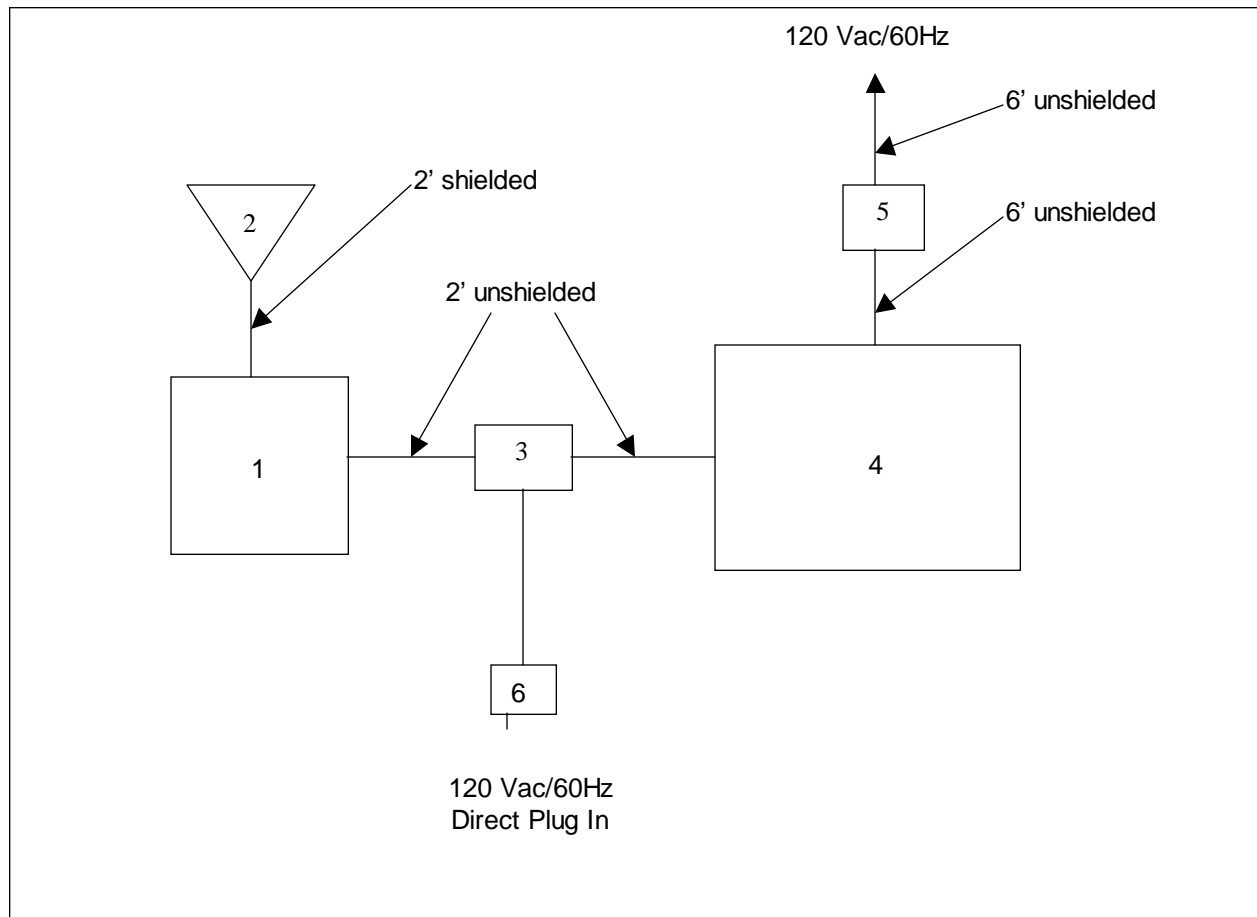 120 Vac/60Hz
6’ unshielded
2’ shielded
2
5
6’ unshielded
2’ unshielded
3
1
4
6
120 Vac/60Hz
Direct Plug In